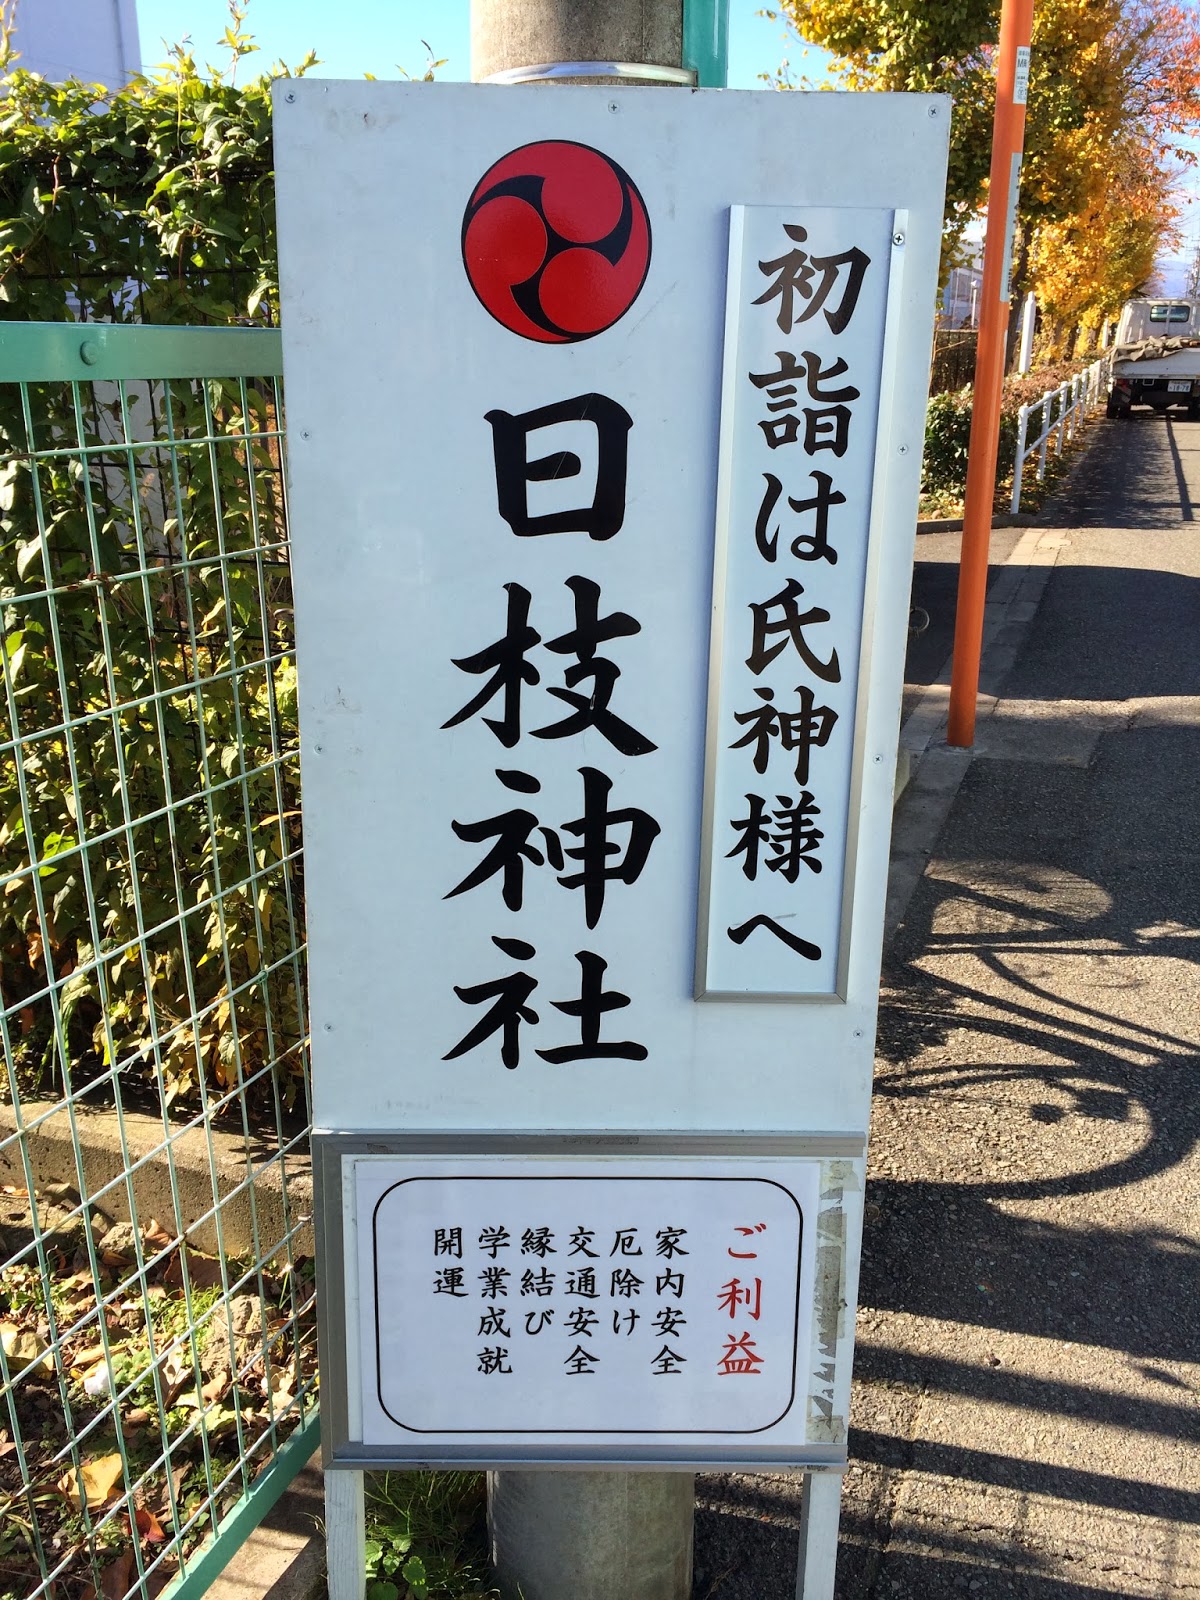 初詣は氏神様へ
日枝神社
ご利益
家内安全
厄除け
交通安全
縁結び
学業成就
開運